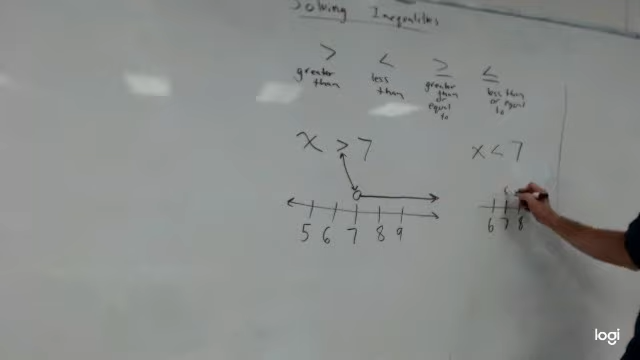 Solving Inequalities
> < ≥ ≤
greater than
less than
greater than or equal to
less than or equal to
x > 7
x < 7
5 6 7 8 9
6 7 8
logi